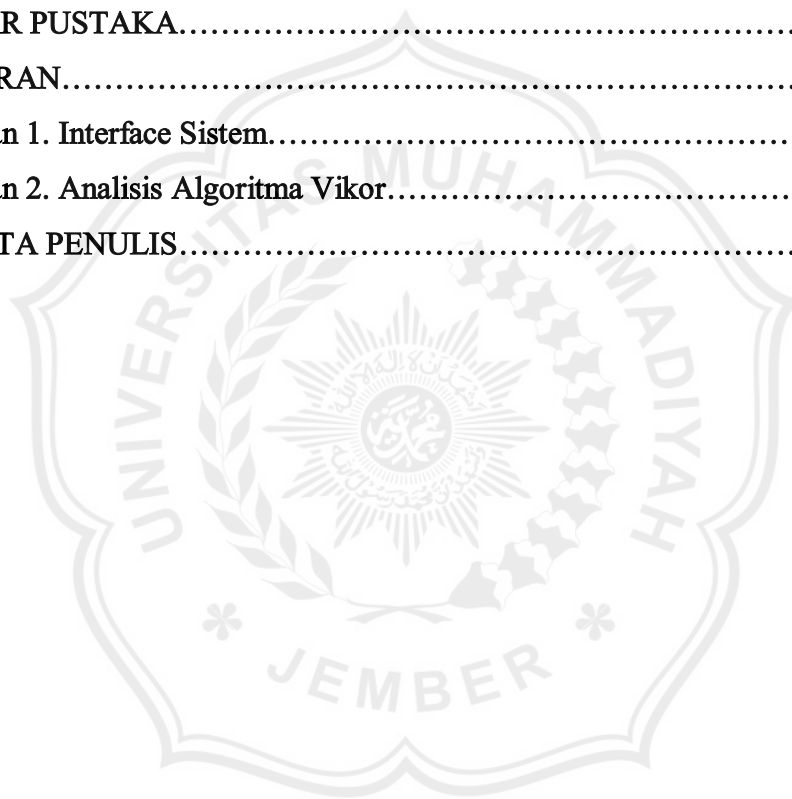 R PUSTAKA................................................................
RAN................................................................
n 1. Interface Sistem................................................................
n 2. Analisis Algoritma Vikor................................................................
TA PENULIS................................................................
UNIVERSITAS MUHAMMADIYAH
JEMBER